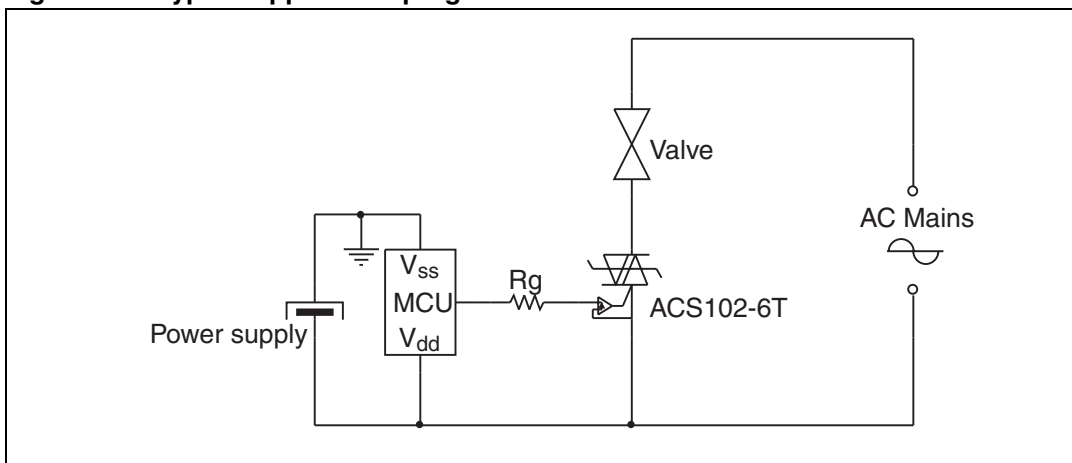 Valve
AC Mains
Vss
Rg
MCU
ACS102-6T
Power supply
Vdd